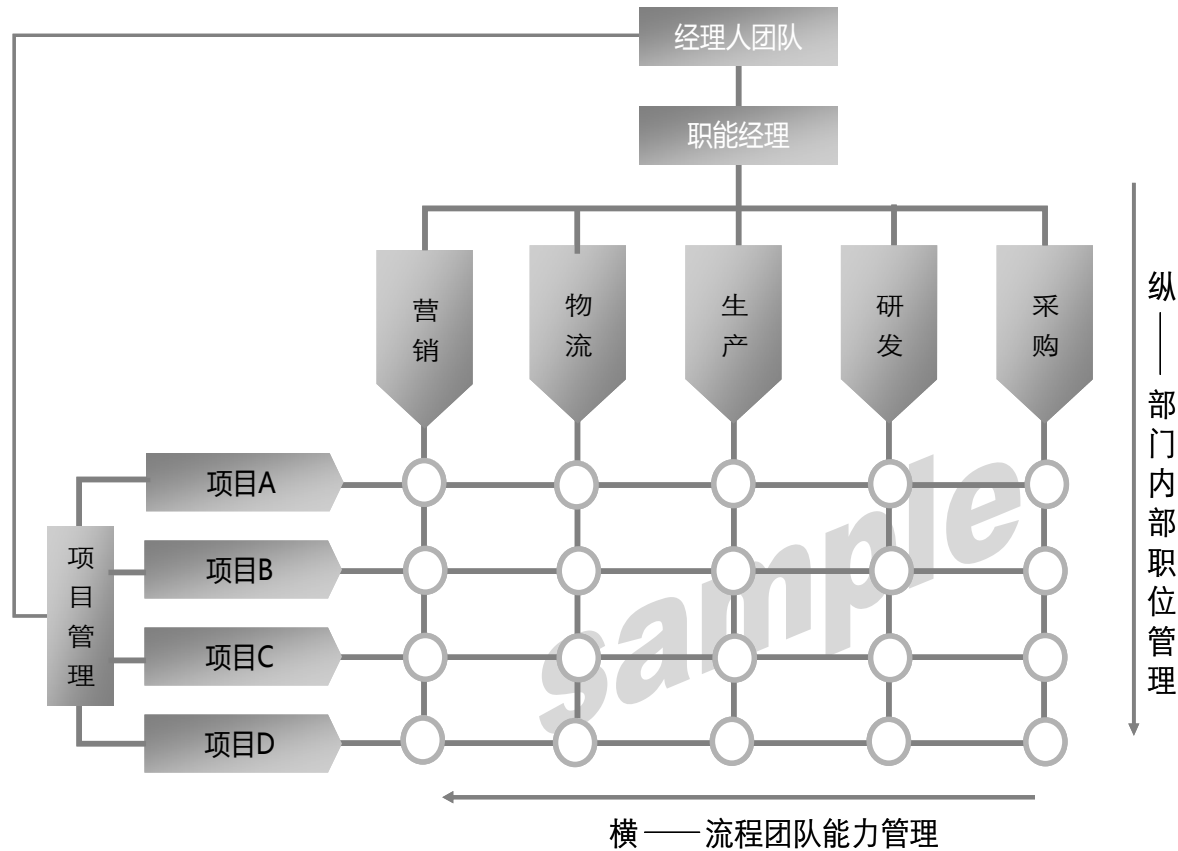 经理人团队
职能经理
营销
物流
生产
研发
采购
项目管理
项目A
项目B
项目C
项目D
纵——部门内部职位管理
横——流程团队能力管理
sample